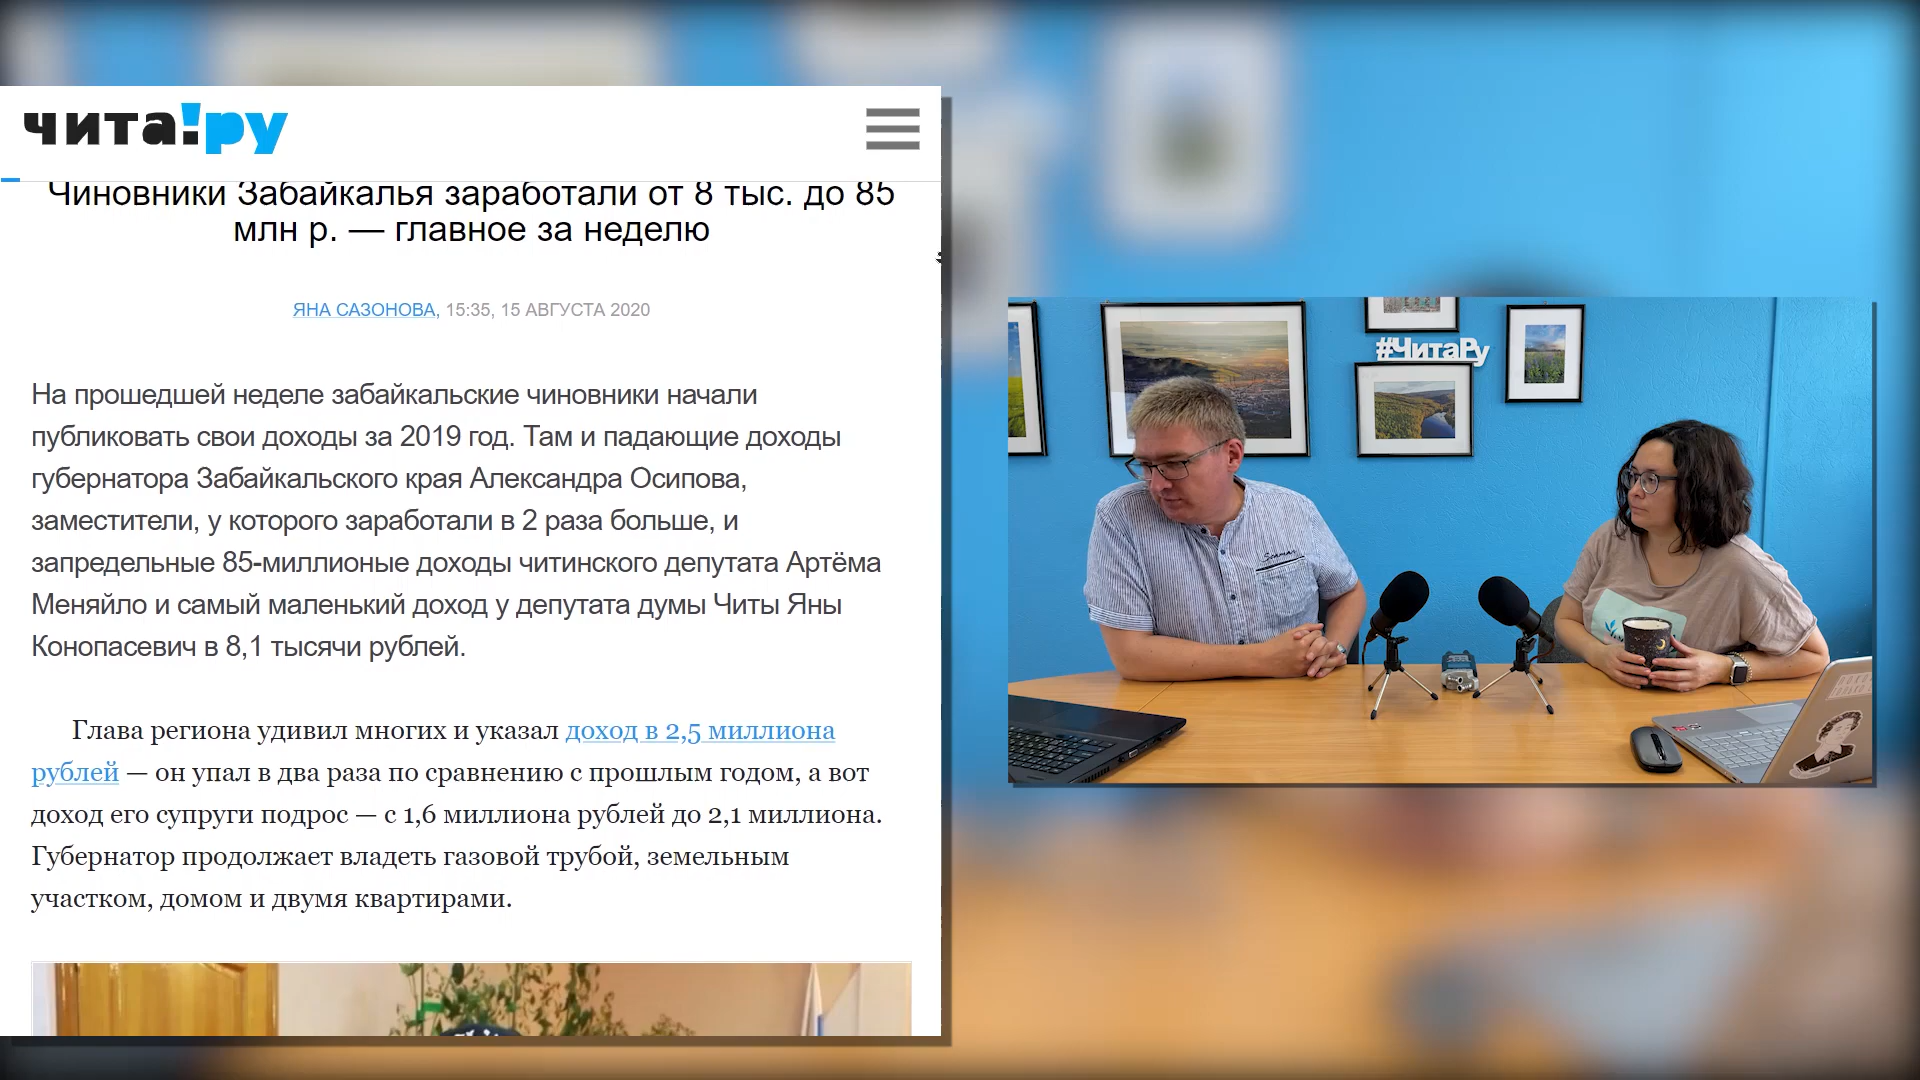 чита!ру
Чиновники Забайкалья заработали от 8 тыс. до 85
млн р. — главное за неделю
ЯНА САЗОНОВА, 15:35, 15 АВГУСТА 2020
На прошедшей неделе забайкальские чиновники начали
публиковать свои доходы за 2019 год. Там и падающие доходы
губернатора Забайкальского края Александра Осипова,
заместители, у которого заработали в 2 раза больше, и
запредельные 85-миллионые доходы читинского депутата Артёма
Меняйло и самый маленький доход у депутата думы Читы Яны
Конопасевич в 8,1 тысячи рублей.
Глава региона удивил многих и указал доход в 2,5 миллиона
рублей — он упал в два раза по сравнению с прошлым годом, а вот
доход его супруги подрос — с 1,6 миллиона рублей до 2,1 миллиона.
Губернатор продолжает владеть газовой трубой, земельным
участком, домом и двумя квартирами.
#ЧитаРу